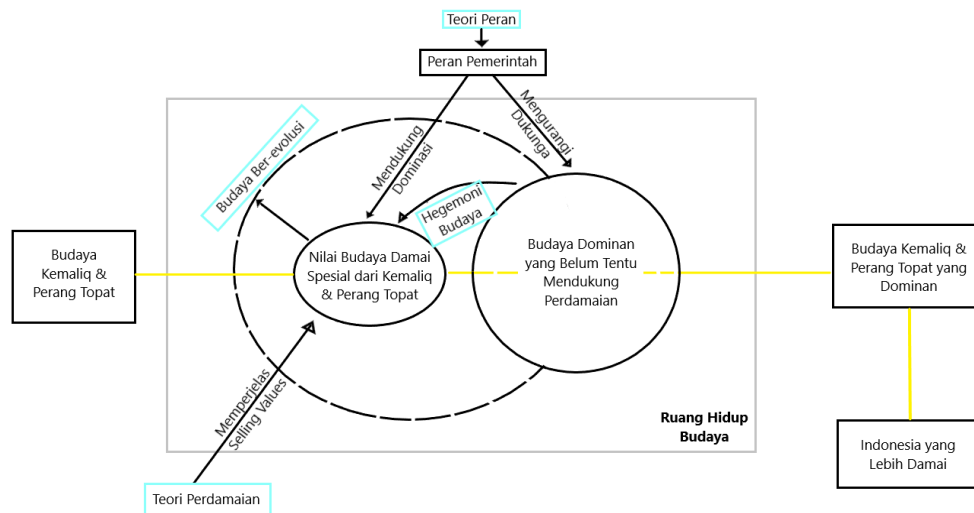 Teori Peran
Peran Pemerintah
Mendukung
Dominasi
Mengurangi
Dukunga
Budaya Ber-evolusi
Hegemoni
Budaya
Budaya
Kemaliq &
Perang Topat
Nilai Budaya Damai
Spesial dari Kemaliq
& Perang Topat
Budaya Dominan
yang Belum Tentu
Mendukung
Perdamaian
Budaya Kemaliq &
Perang Topat yang
Dominan
Memperjelas
Selling Values
Ruang Hidup
Budaya
Indonesia yang
Lebih Damai
Teori Perdamaian